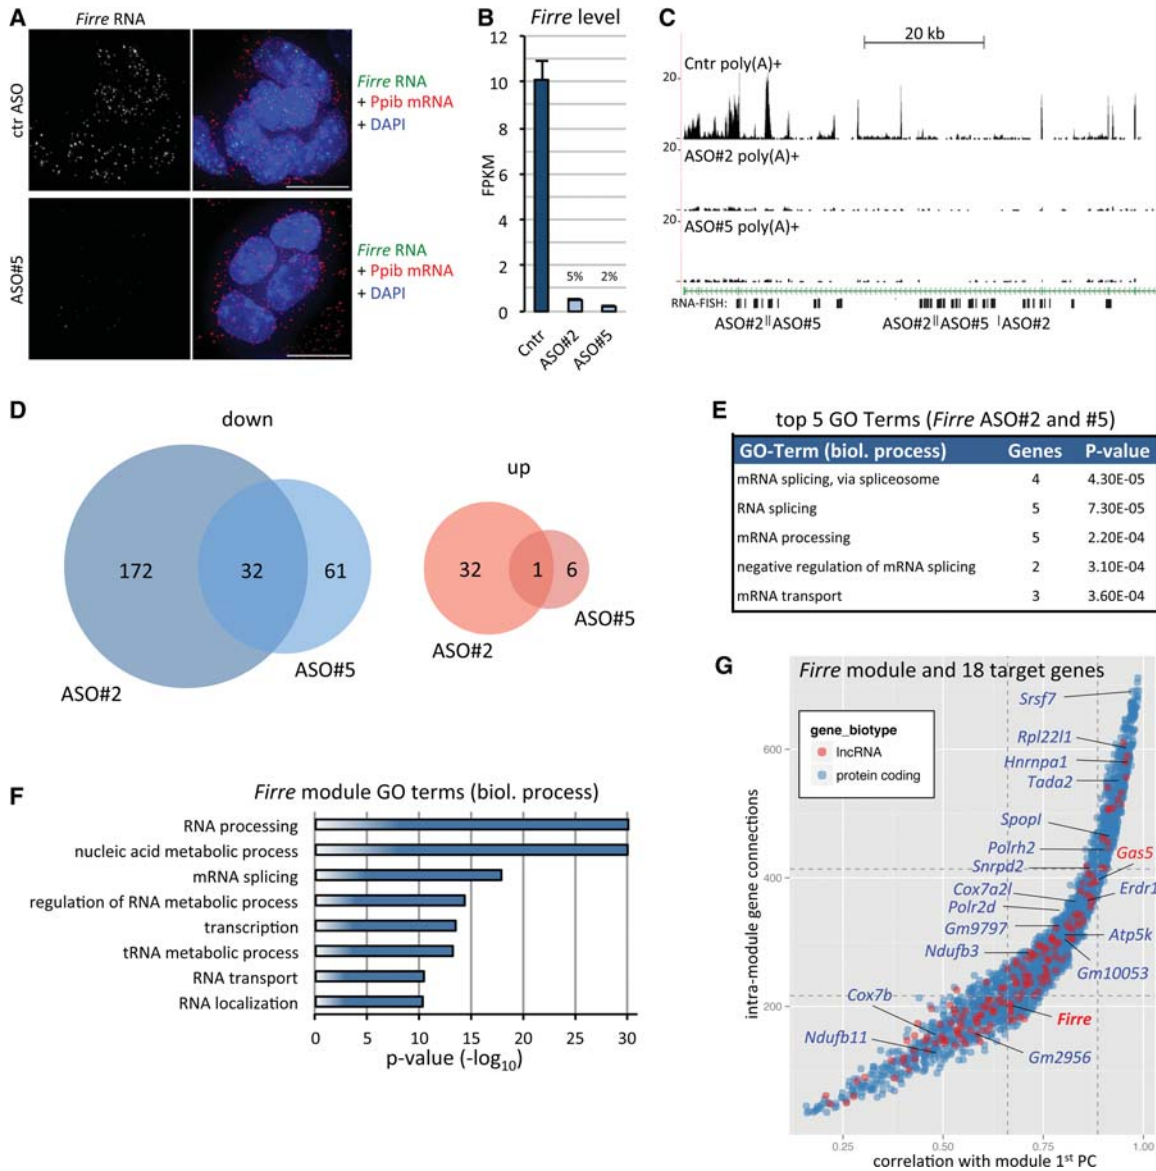 A
Firre RNA
ctr ASO
Firre RNA
+ Ppib mRNA
+ DAPI
ASO#5
Firre RNA
+ Ppib mRNA
+ DAPI
B
Firre level
FPKM
12
10
8
6
4
2
0
5%
2%
Cntr
ASO#2
ASO#5
C
20 kb
Cntr poly(A)+
20
ASO#2 poly(A)+
20
ASO#5 poly(A)+
20
RNA-FISH:
ASO#2 ASO#5
ASO#2 ASO#5
ASO#2
D
down
172
32
61
ASO#2
ASO#5
up
32
1
6
ASO#2
ASO#5
E
top 5 GO Terms (Firre ASO#2 and #5)
GO-Term (biol. process) Genes P-value
mRNA splicing, via spliceosome 4 4.30E-05
RNA splicing 5 7.30E-05
mRNA processing 5 2.20E-04
negative regulation of mRNA splicing 2 3.10E-04
mRNA transport 3 3.60E-04
F
Firre module GO terms (biol. process)
RNA processing
nucleic acid metabolic process
mRNA splicing
regulation of RNA metabolic process
transcription
tRNA metabolic process
RNA transport
RNA localization
0 5 10 15 20 25 30
p-value (-log10)
G
Firre module and 18 target genes
gene_biotype
lncRNA
protein coding
Srsf7
Rpl22l1
Hnrnpa1
Tada2
Spopl
Polrh2
Gas5
Snrpd2
Cox7a2l
Erdr1
Polr2d
Gm9797
Atp5k
Ndufb3
Gm10053
Cox7b
Firre
Ndufb11
Gm2956
intra-module gene connections
600
400
200
0.25 0.50 0.75 1.00
correlation with module 1st PC